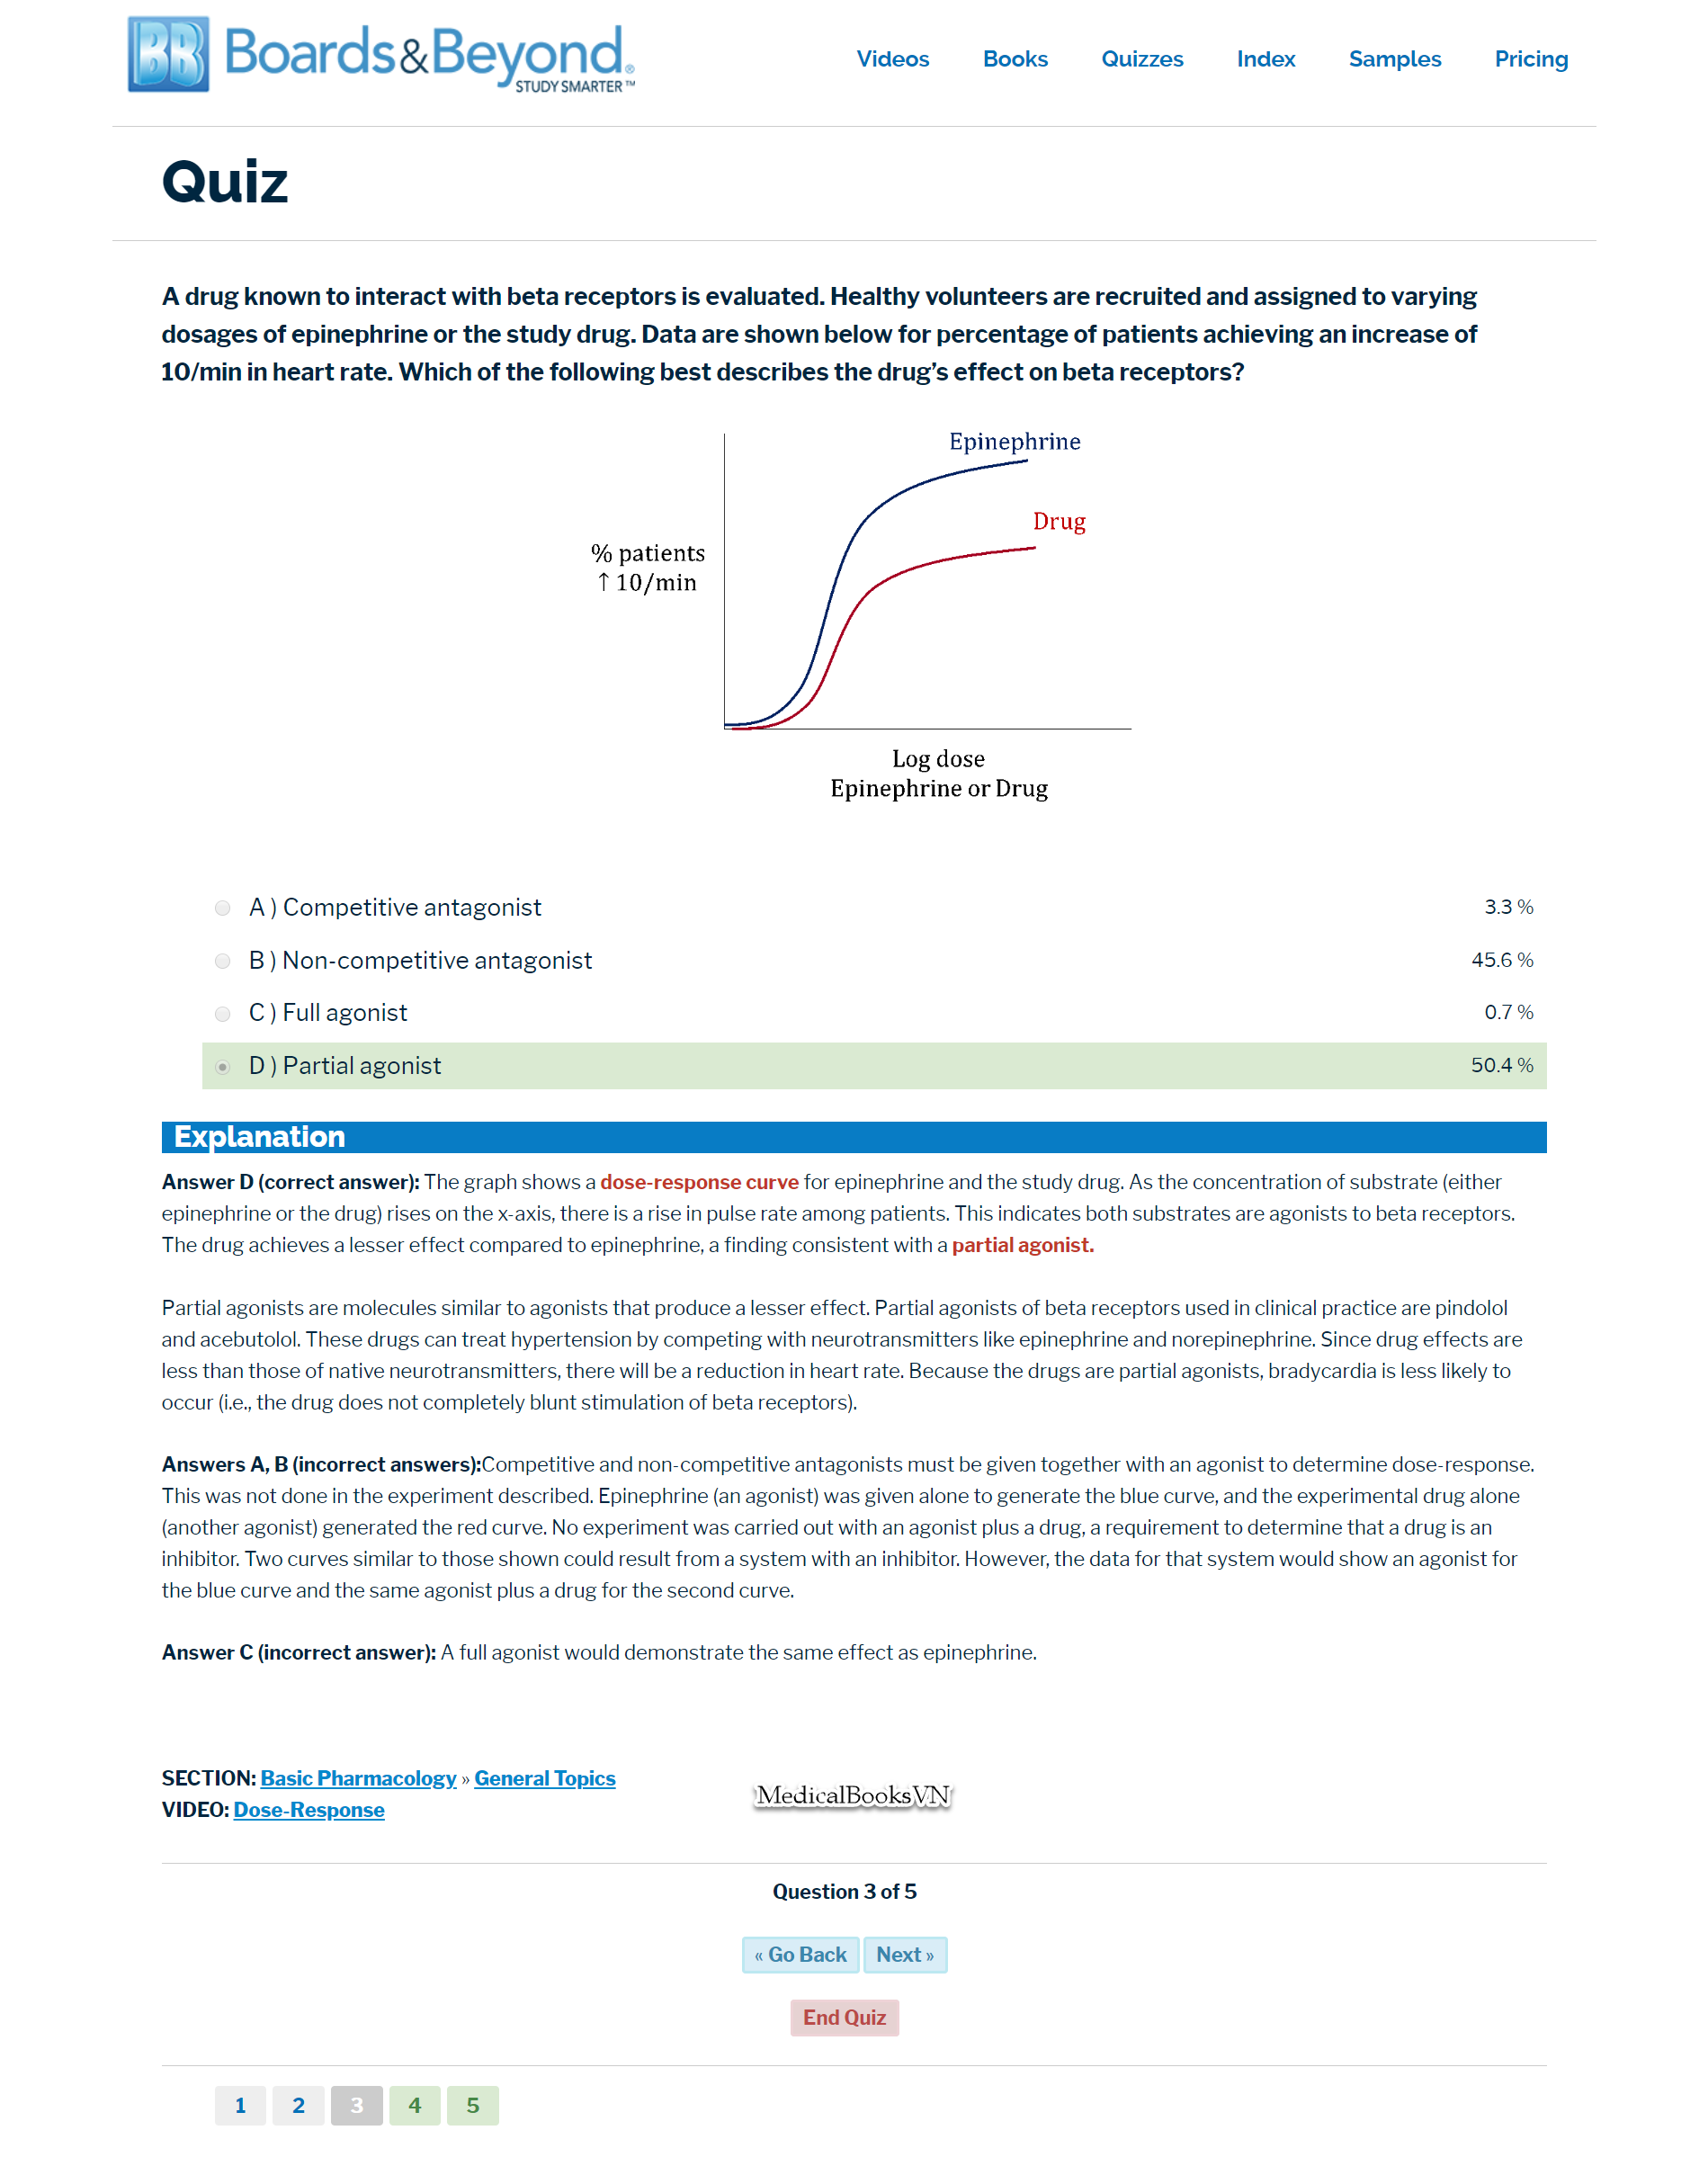 BB Boards&Beyond®
STUDY SMARTER™
Videos Books Quizzes Index Samples Pricing
Quiz
A drug known to interact with beta receptors is evaluated. Healthy volunteers are recruited and assigned to varying
dosages of epinephrine or the study drug. Data are shown below for percentage of patients achieving an increase of
10/min in heart rate. Which of the following best describes the drug’s effect on beta receptors?
Epinephrine
Drug
% patients
↑ 10/min
Log dose
Epinephrine or Drug
A ) Competitive antagonist 3.3 %
B ) Non-competitive antagonist 45.6 %
C ) Full agonist 0.7 %
D ) Partial agonist 50.4 %
Explanation
Answer D (correct answer): The graph shows a dose-response curve for epinephrine and the study drug. As the concentration of substrate (either
epinephrine or the drug) rises on the x-axis, there is a rise in pulse rate among patients. This indicates both substrates are agonists to beta receptors.
The drug achieves a lesser effect compared to epinephrine, a finding consistent with a partial agonist.
Partial agonists are molecules similar to agonists that produce a lesser effect. Partial agonists of beta receptors used in clinical practice are pindolol
and acebutolol. These drugs can treat hypertension by competing with neurotransmitters like epinephrine and norepinephrine. Since drug effects are
less than those of native neurotransmitters, there will be a reduction in heart rate. Because the drugs are partial agonists, bradycardia is less likely to
occur (i.e., the drug does not completely blunt stimulation of beta receptors).
Answers A, B (incorrect answers):Competitive and non-competitive antagonists must be given together with an agonist to determine dose-response.
This was not done in the experiment described. Epinephrine (an agonist) was given alone to generate the blue curve, and the experimental drug alone
(another agonist) generated the red curve. No experiment was carried out with an agonist plus a drug, a requirement to determine that a drug is an
inhibitor. Two curves similar to those shown could result from a system with an inhibitor. However, the data for that system would show an agonist for
the blue curve and the same agonist plus a drug for the second curve.
Answer C (incorrect answer): A full agonist would demonstrate the same effect as epinephrine.
SECTION: Basic Pharmacology » General Topics
VIDEO: Dose-Response
MedicalBooksVN
Question 3 of 5
« Go Back Next »
End Quiz
1 2 3 4 5